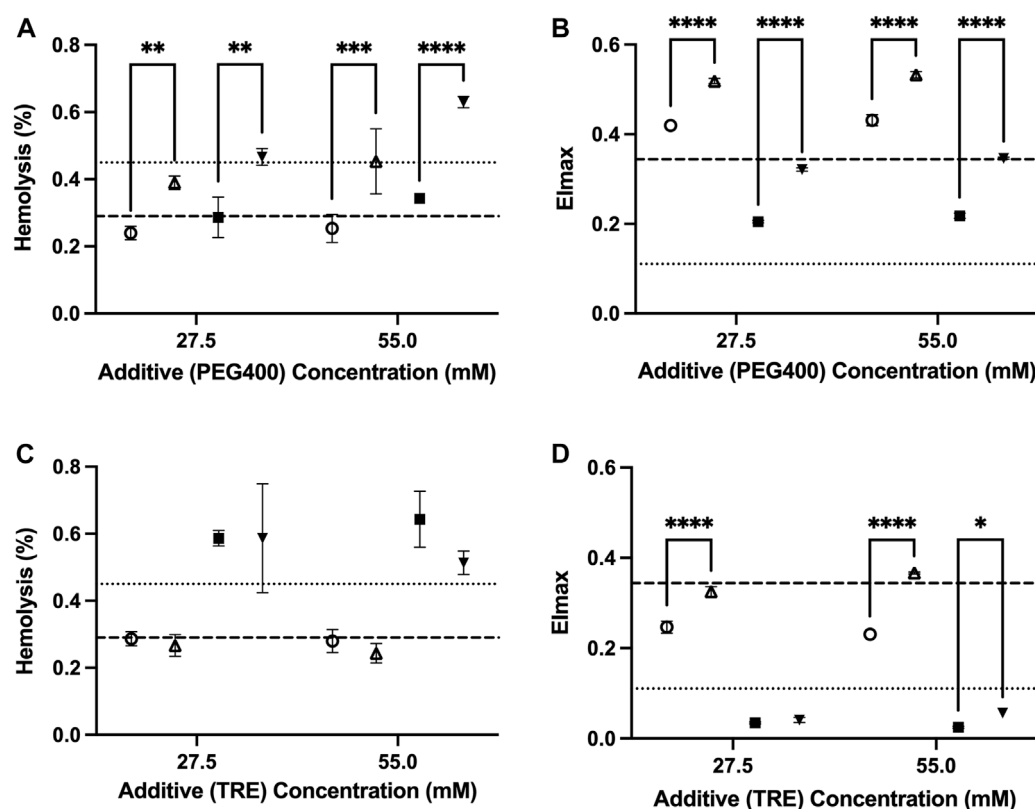 A
B
** ** *** ****
**** **** **** ****
0.8
0.6
0.4
0.2
0.0
Hemolysis (%)
27.5 55.0
Additive (PEG400) Concentration (mM)
0.6
0.4
0.2
0.0
EImax
27.5 55.0
Additive (PEG400) Concentration (mM)
C
D
0.8
0.6
0.4
0.2
0.0
Hemolysis (%)
27.5 55.0
Additive (TRE) Concentration (mM)
**** **** *
0.6
0.4
0.2
0.0
EImax
27.5 55.0
Additive (TRE) Concentration (mM)